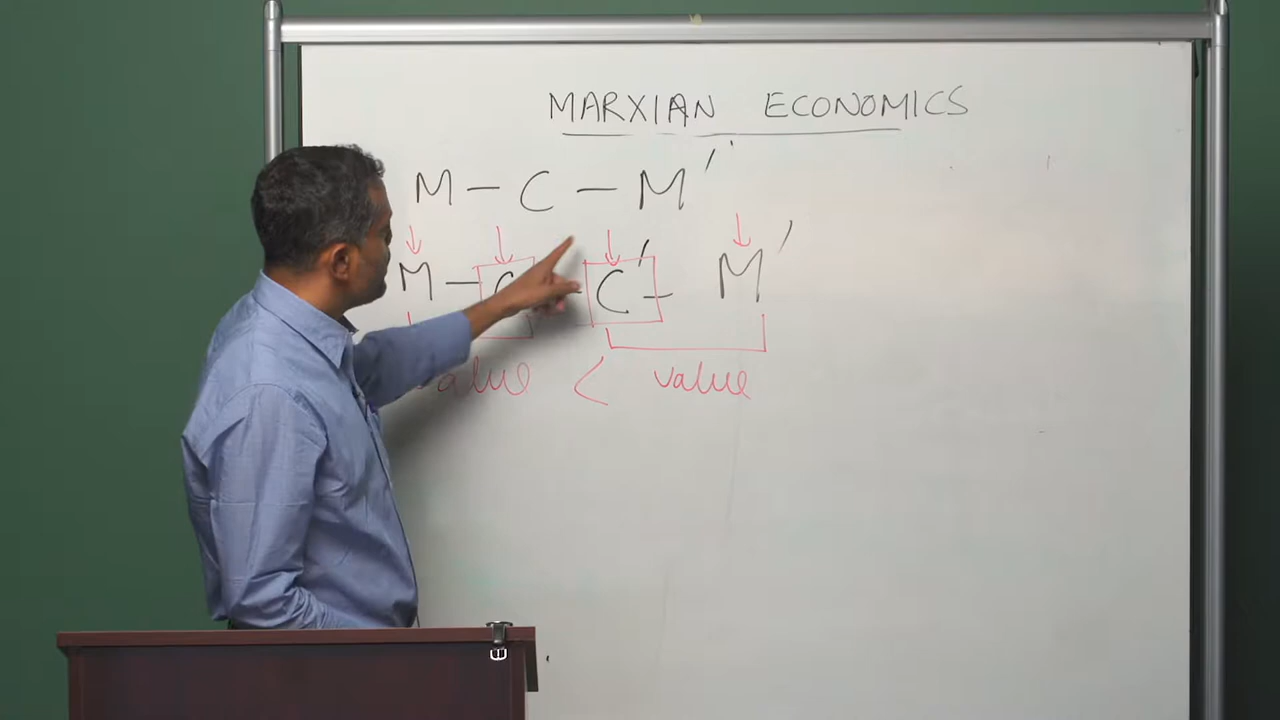 MARXIAN ECONOMICS
M - C - M'
M - C - C' - M'
value < value